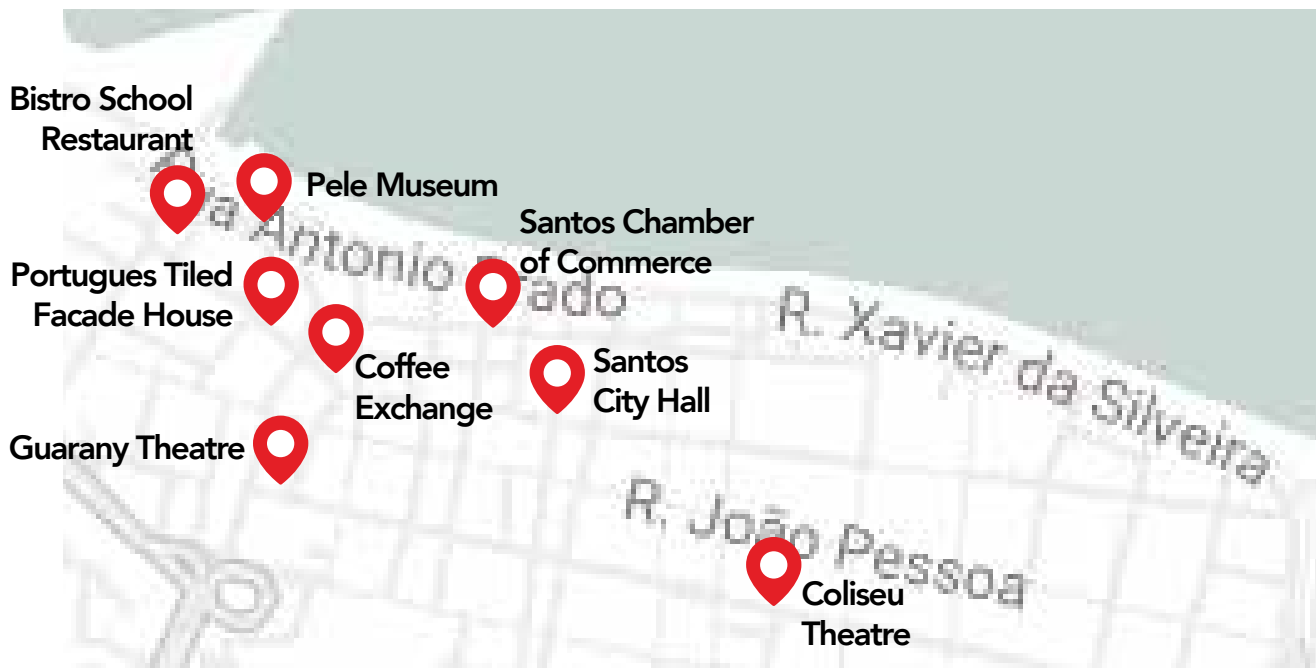 Bistro School
Restaurant
Pele Museum
Antonio
Santos Chamber
of Commerce
Portugues Tiled
Facade House
R. Xavier da Silveira
Coffee
Exchange
Santos
City Hall
Guarany Theatre
R. João Pessoa
Coliseu
Theatre